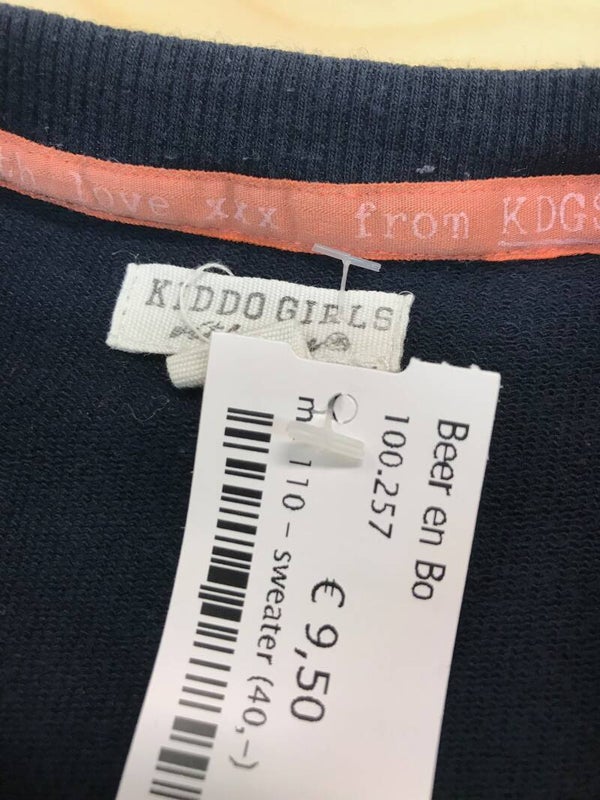 th love xxx from KDGS
KIDDO GIRLS
Beer en Bo
100.257
€ 9,50
m 110 - sweater (40,-)